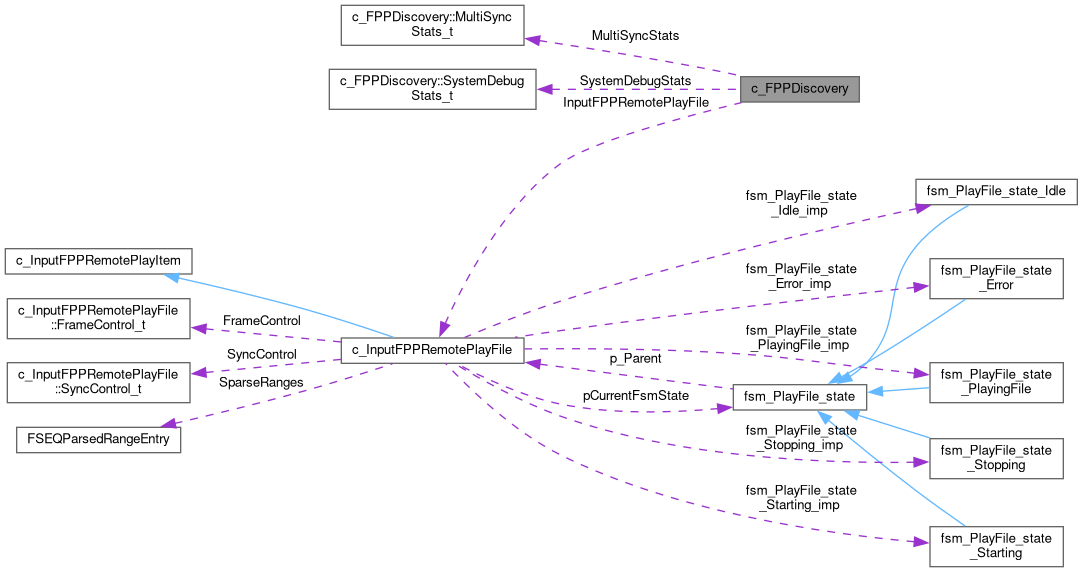 c_FPPDiscovery::MultiSync
Stats_t
MultiSyncStats
c_FPPDiscovery::SystemDebug
Stats_t
SystemDebugStats
c_FPPDiscovery
InputFPPRemotePlayFile
fsm_PlayFile_state
_Idle_imp
fsm_PlayFile_state_Idle
c_InputFPPRemotePlayItem
fsm_PlayFile_state
_Error_imp
fsm_PlayFile_state
_Error
c_InputFPPRemotePlayFile
::FrameControl_t
FrameControl
c_InputFPPRemotePlayFile
fsm_PlayFile_state
_PlayingFile_imp
fsm_PlayFile_state
_PlayingFile
c_InputFPPRemotePlayFile
::SyncControl_t
SyncControl
p_Parent
SparseRanges
pCurrentFsmState
fsm_PlayFile_state
FSEQParsedRangeEntry
fsm_PlayFile_state
_Stopping_imp
fsm_PlayFile_state
_Stopping
fsm_PlayFile_state
_Starting_imp
fsm_PlayFile_state
_Starting